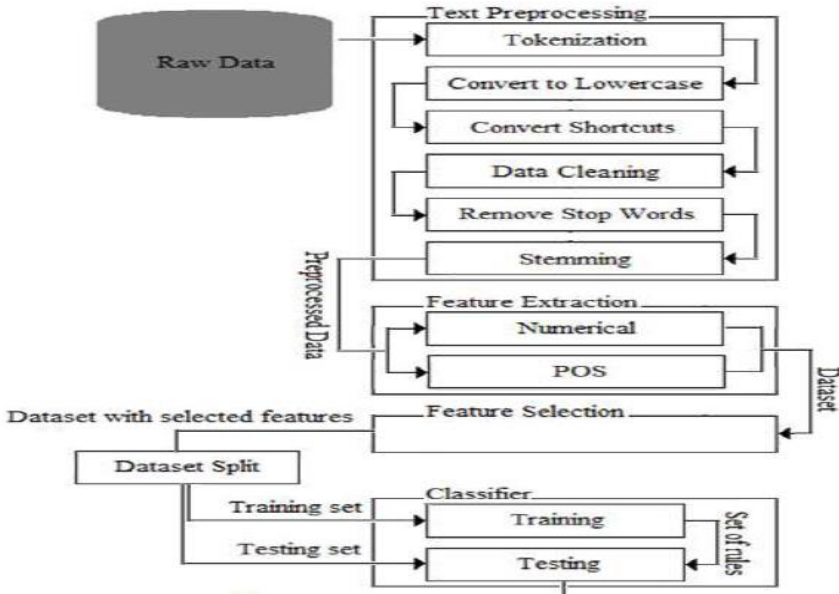 Text Preprocessing
Raw Data
Tokenization
Convert to Lowercase
Convert Shortcuts
Data Cleaning
Remove Stop Words
Stemming
Preprocessed Data
Feature Extraction
Numerical
POS
Dataset
Feature Selection
Dataset with selected features
Dataset Split
Classifier
Training set
Training
Set of rules
Testing set
Testing